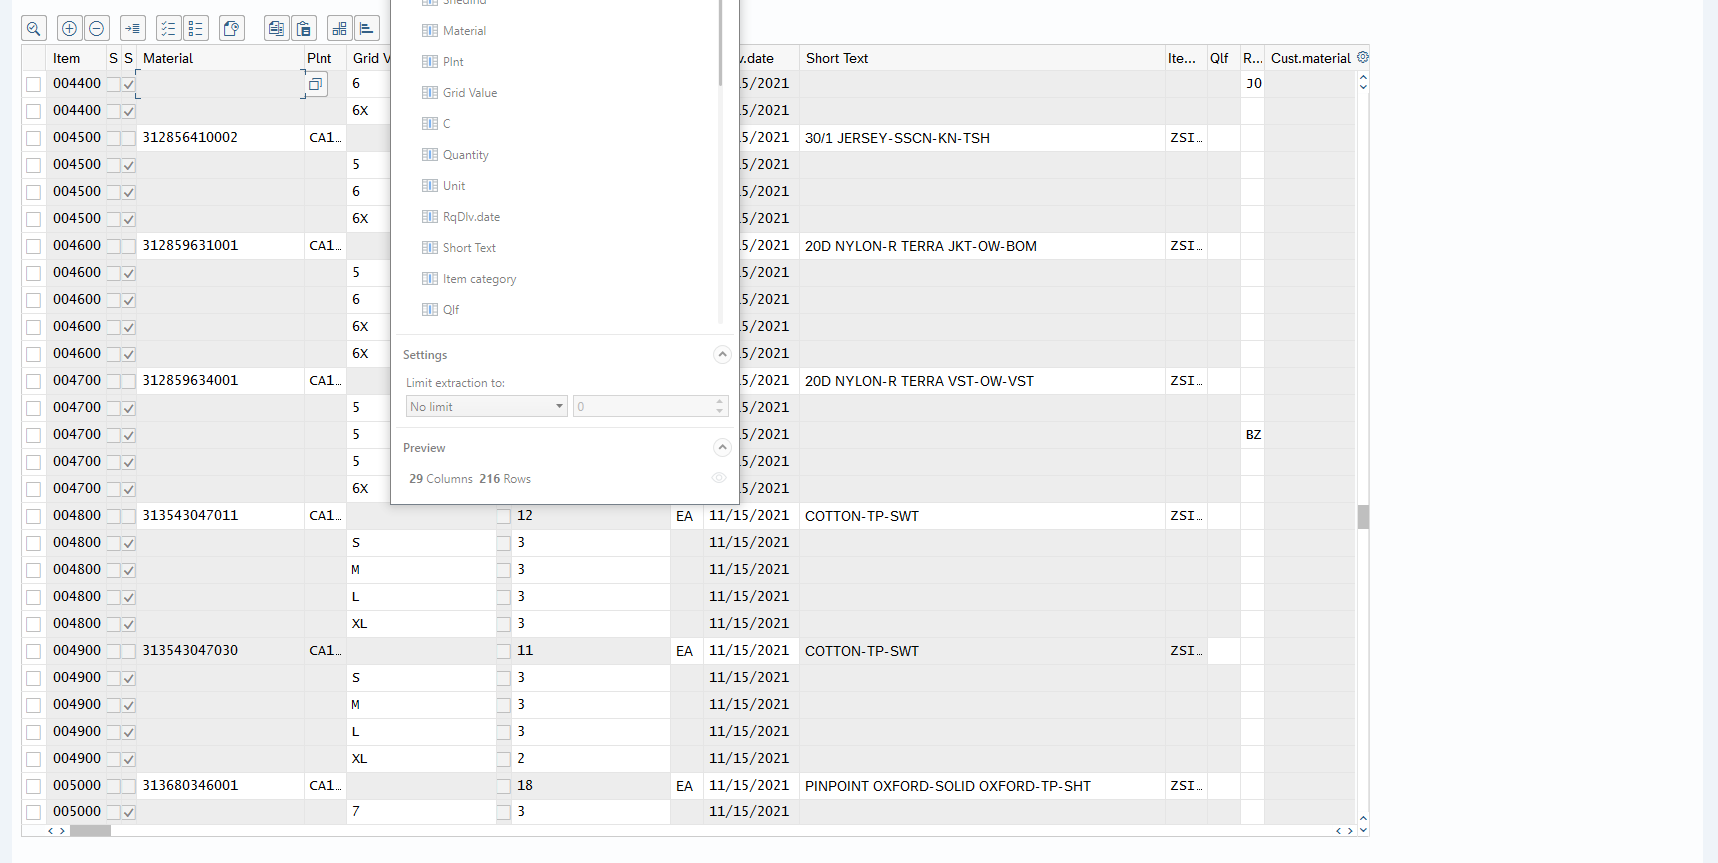 ShedInd
Material
Plnt
Grid Value
C
Quantity
Unit
RqDlv.date
Short Text
Item category
Qlf
Settings
Limit extraction to:
No limit 0
Preview
29 Columns 216 Rows
Item S S Material Plnt Grid V v.date Short Text Ite... Qlf R... Cust.material
004400 6 5/2021 J0
004400 6X 5/2021
004500 312856410002 CA1… 5/2021 30/1 JERSEY-SSCN-KN-TSH ZSI…
004500 5 5/2021
004500 6 5/2021
004500 6X 5/2021
004600 312859631001 CA1… 5/2021 20D NYLON-R TERRA JKT-OW-BOM ZSI…
004600 5 5/2021
004600 6 5/2021
004600 6X 5/2021
004600 6X 5/2021
004700 312859634001 CA1… 5/2021 20D NYLON-R TERRA VST-OW-VST ZSI…
004700 5 5/2021
004700 5 5/2021 BZ
004700 5 5/2021
004700 6X 5/2021
004800 313543047011 CA1… 12 EA 11/15/2021 COTTON-TP-SWT ZSI…
004800 S 3 11/15/2021
004800 M 3 11/15/2021
004800 L 3 11/15/2021
004800 XL 3 11/15/2021
004900 313543047030 CA1… 11 EA 11/15/2021 COTTON-TP-SWT ZSI…
004900 S 3 11/15/2021
004900 M 3 11/15/2021
004900 L 3 11/15/2021
004900 XL 2 11/15/2021
005000 313680346001 CA1… 18 EA 11/15/2021 PINPOINT OXFORD-SOLID OXFORD-TP-SHT ZSI…
005000 7 3 11/15/2021